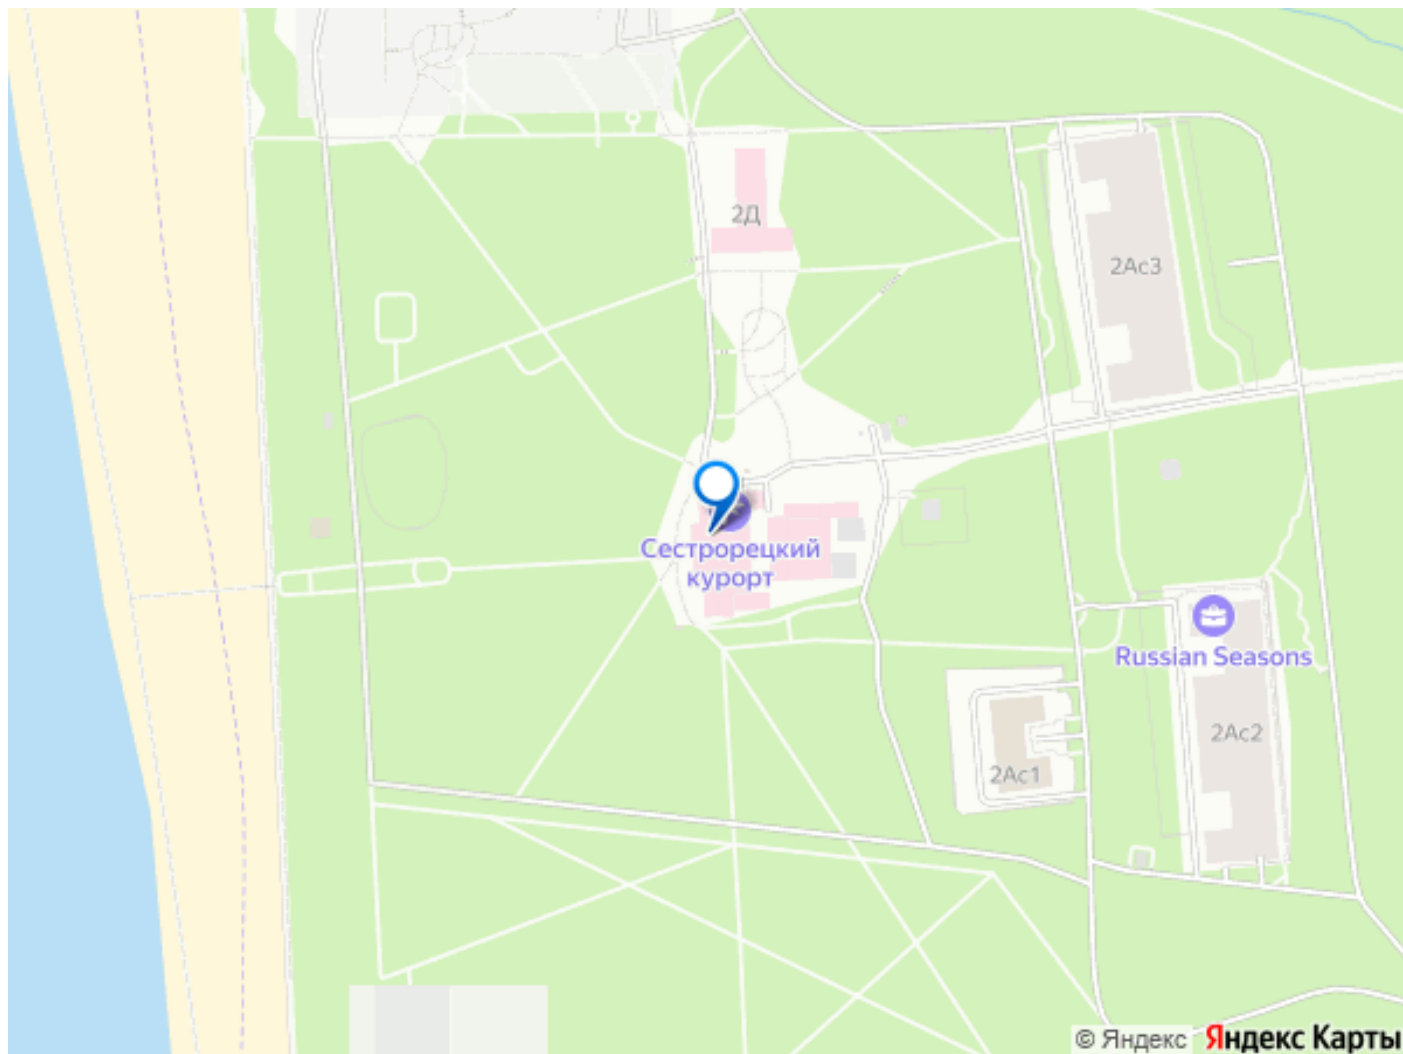 2Д
2Ас3
Сестрорецкий
курорт
Russian Seasons
2Ас2
2Ас1
© Яндекс Яндекс Карты